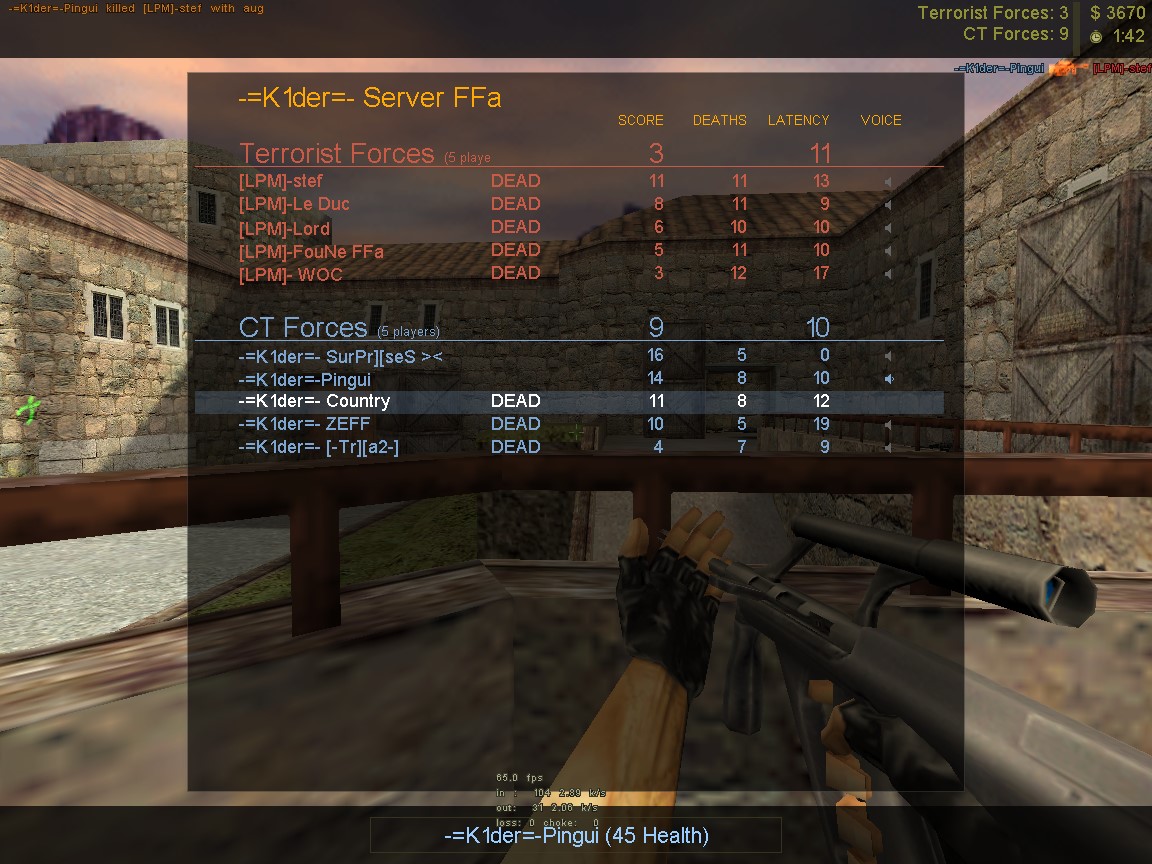 -=K1der=-Pingui killed [LPM]-stef with aug
Terrorist Forces: 3 $ 3670
CT Forces: 9 1:42
-=K1der=-Pingui [LPM]-stef
-=K1der=- Server FFa
SCORE DEATHS LATENCY VOICE
Terrorist Forces (5 playe 3 11
[LPM]-stef DEAD 11 11 13
[LPM]-Le Duc DEAD 8 11 9
[LPM]-Lord DEAD 6 10 10
[LPM]-FouNe FFa DEAD 5 11 10
[LPM]- WOC DEAD 3 12 17
CT Forces (5 players) 9 10
-=K1der=- SurPr][seS >< 16 5 0
-=K1der=-Pingui 14 8 10
-=K1der=- Country DEAD 11 8 12
-=K1der=- ZEFF DEAD 10 5 19
-=K1der=- [-Tr][a2-] DEAD 4 7 9
65.0 fps
in : 104 2.89 k/s
out: 31 2.06 k/s
loss: 0 choke: 0
-=K1der=-Pingui (45 Health)